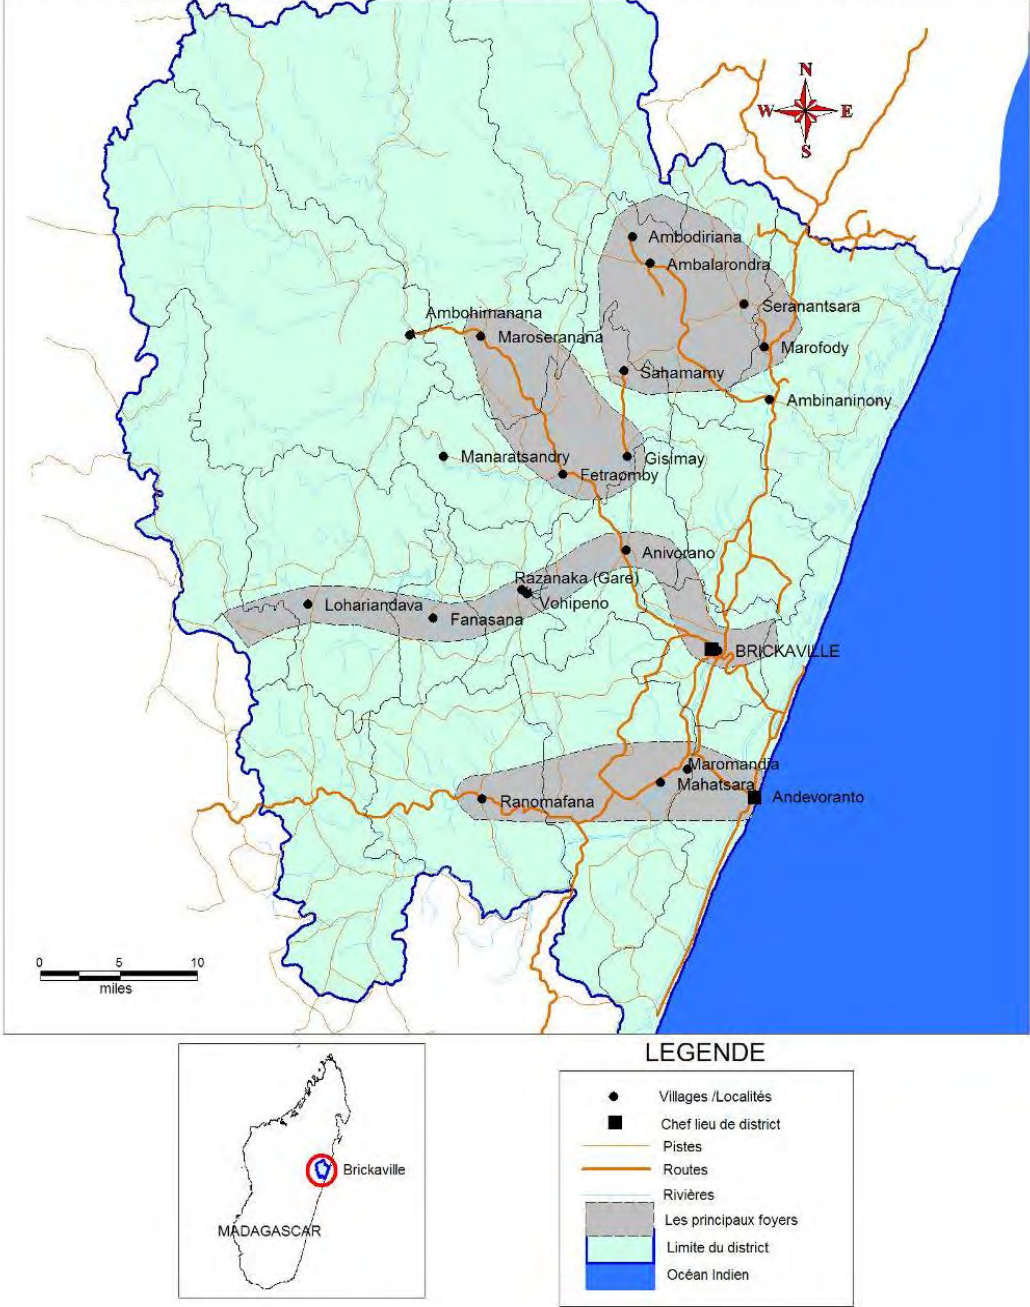 N
W E
S
Ambodiriana
Ambalarondra
Seranantsara
Ambohimanana
Maroseranana
Marofody
Sahamamy
Ambinaninony
Manaratsandry
Gisimay
Fetraomby
Anivorano
Razanaka (Gare)
Vohipeno
Lohariandava
Fanasana
BRICKAVILLE
Maromandia
Mahatsara
Ranomafana
Andevoranto
0 5 10
miles
LEGENDE
Villages /Localités
Chef lieu de district
Pistes
Routes
Rivières
Les principaux foyers
Limite du district
Océan Indien
Brickaville
MADAGASCAR